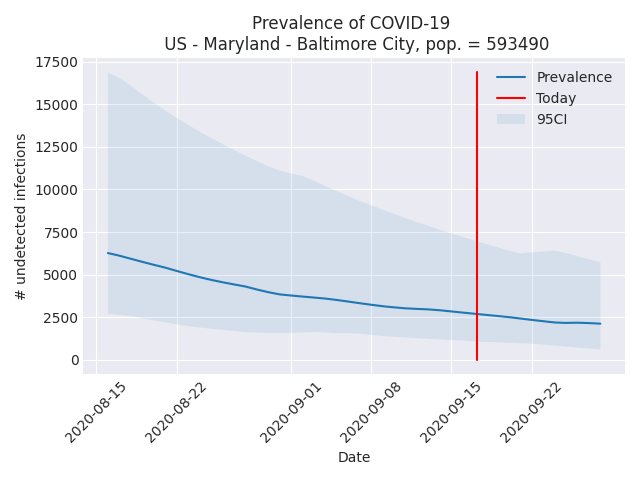 Prevalence of COVID-19
US - Maryland - Baltimore City, pop. = 593490
17500
15000
12500
10000
7500
5000
2500
0
# undetected infections
Prevalence
Today
95CI
2020-08-15
2020-08-22
2020-09-01
2020-09-08
2020-09-15
2020-09-22
Date